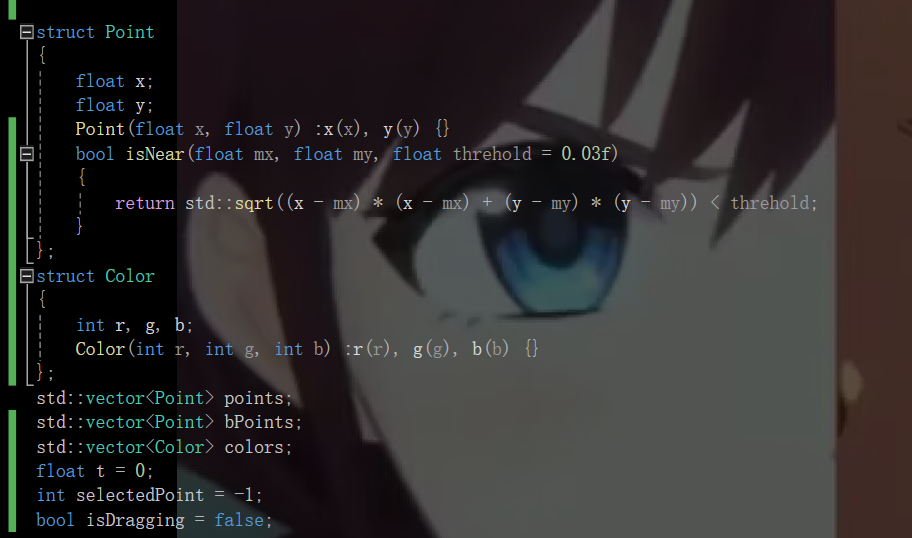 struct Point
{
    float x;
    float y;
    Point(float x, float y) :x(x), y(y) {}
    bool isNear(float mx, float my, float threhold = 0.03f)
    {
        return std::sqrt((x - mx) * (x - mx) + (y - my) * (y - my)) < threhold;
    }
};
struct Color
{
    int r, g, b;
    Color(int r, int g, int b) :r(r), g(g), b(b) {}
};
std::vector<Point> points;
std::vector<Point> bPoints;
std::vector<Color> colors;
float t = 0;
int selectedPoint = -1;
bool isDragging = false;